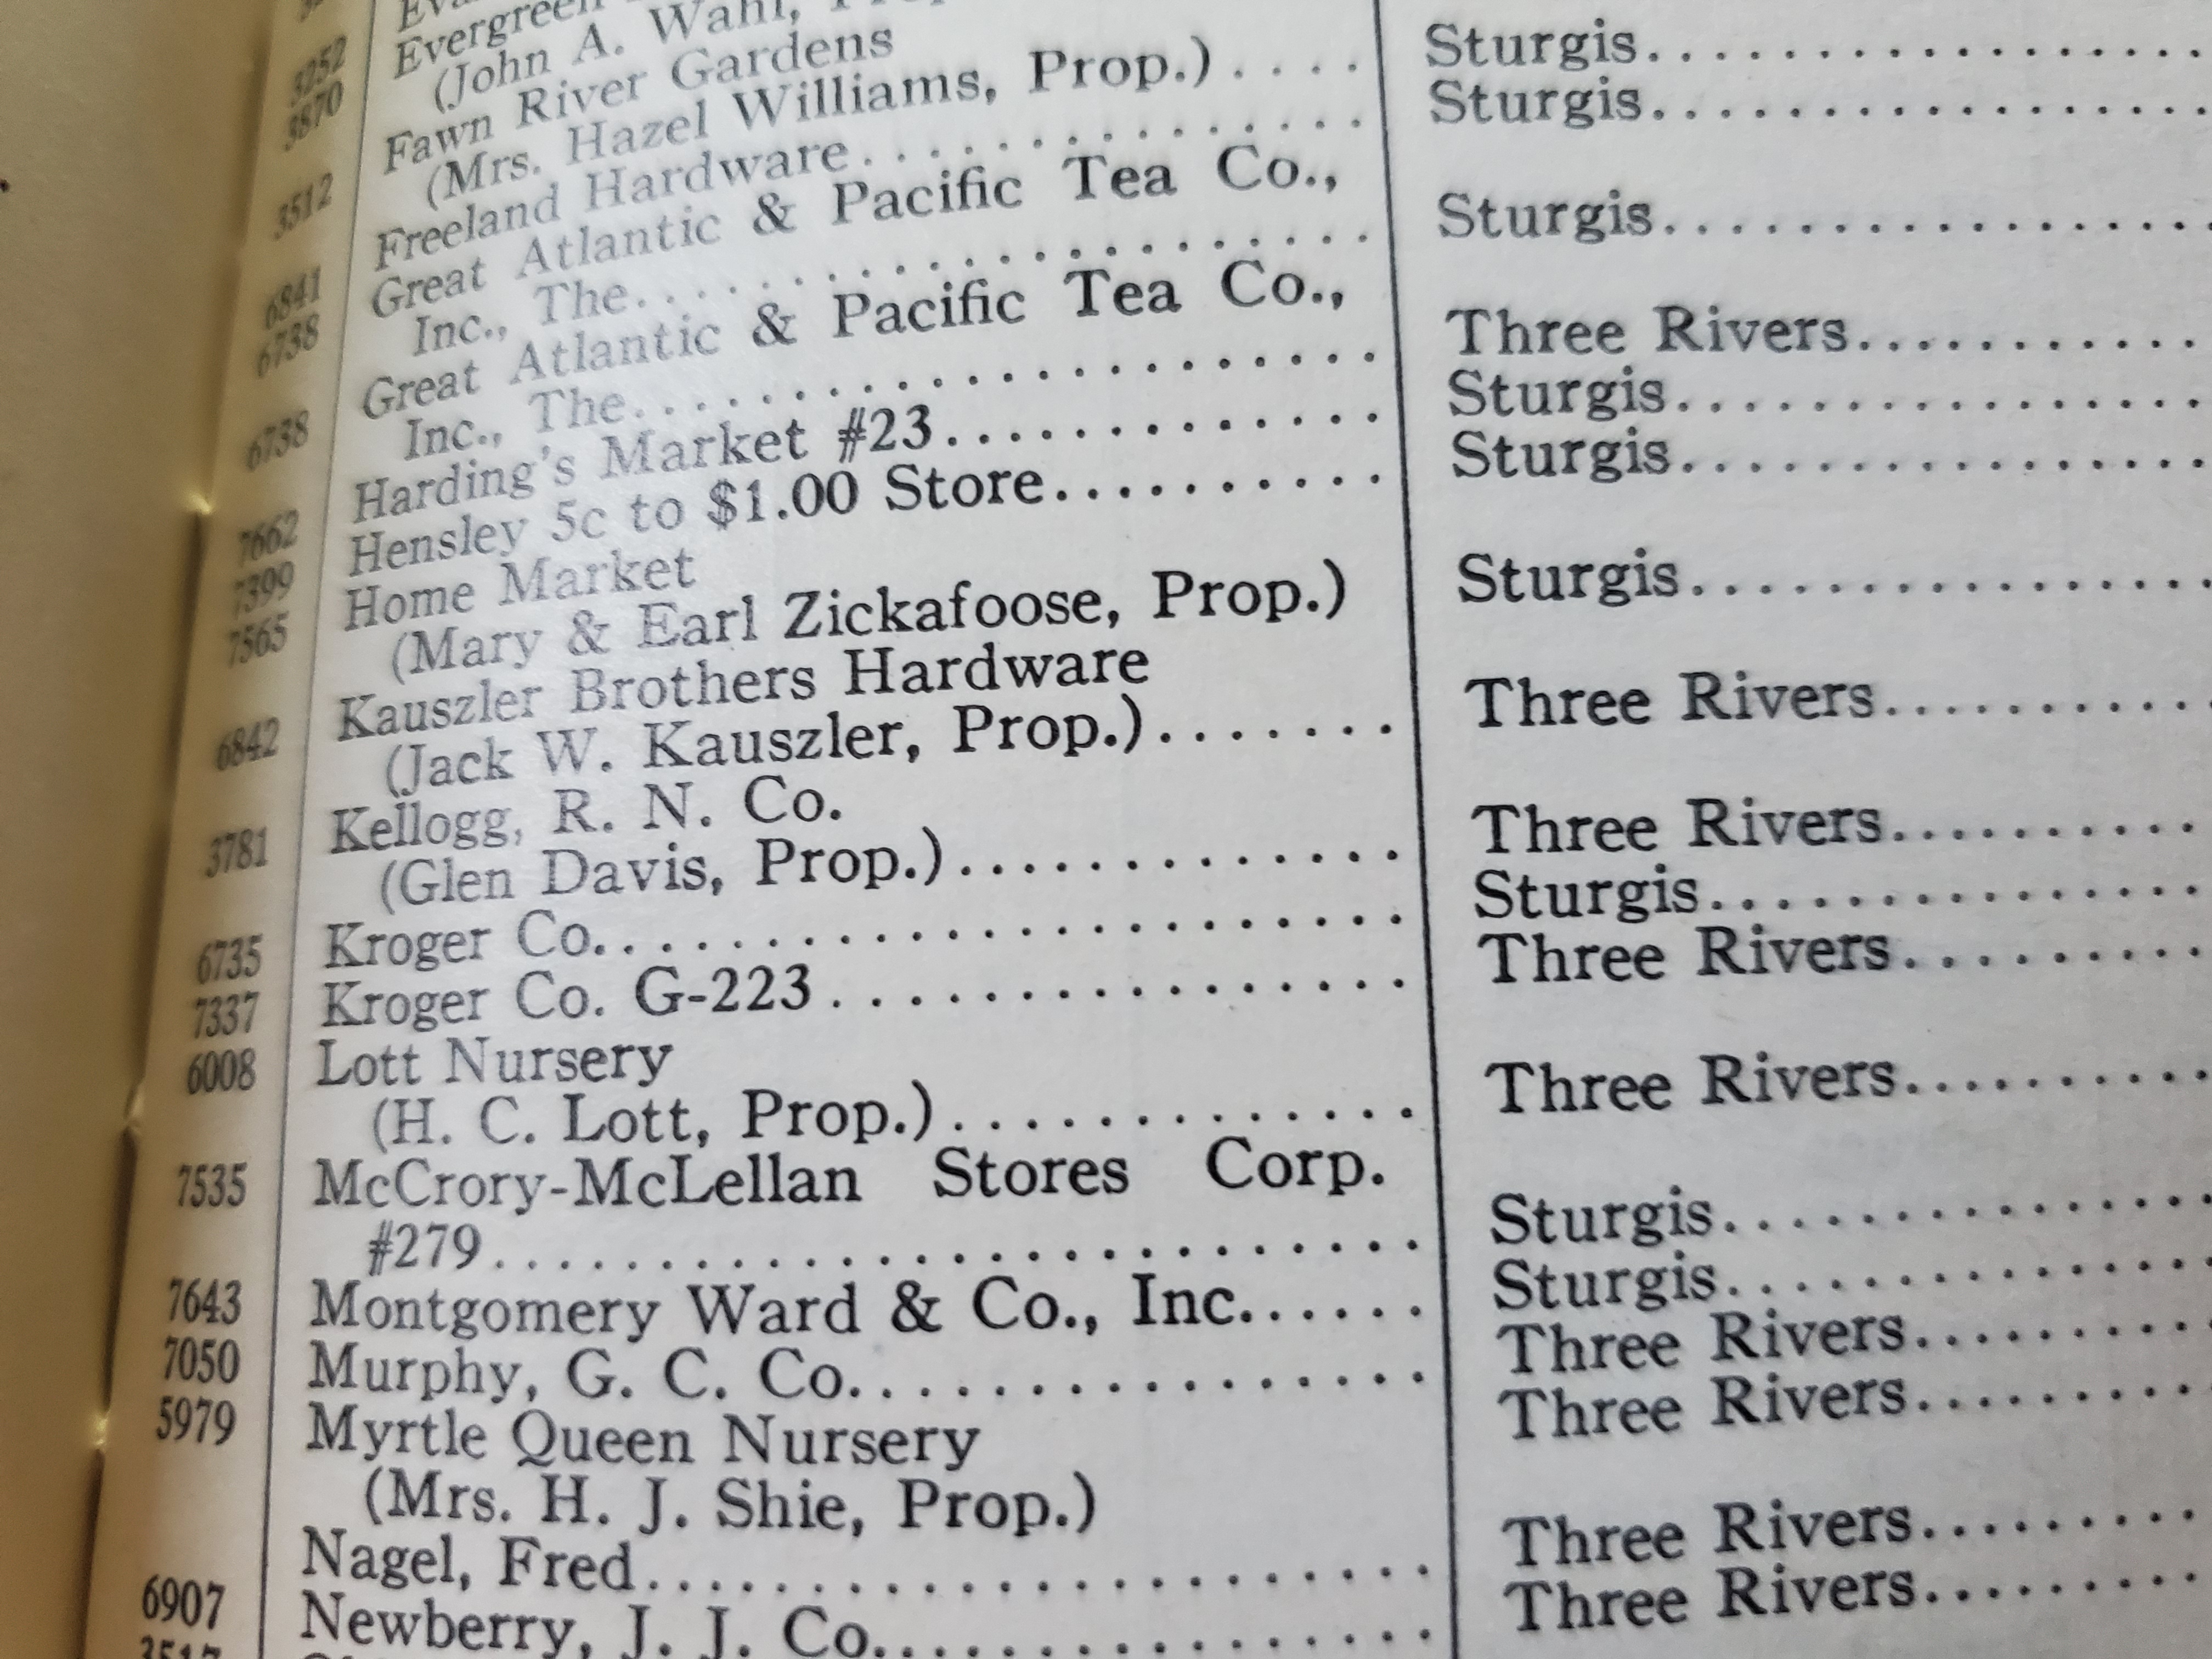 3252
3870
3512
6841
6738
6738
7662
7399
7565
6842
3781
6735
7337
6008
7535
7643
7050
5979
6907
3517
Evergreen
(John A. Wahl,
Fawn River Gardens
(Mrs. Hazel Williams, Prop.)....
Freeland Hardware................
Great Atlantic & Pacific Tea Co.,
Inc., The......................
Great Atlantic & Pacific Tea Co.,
Inc., The......................
Harding's Market #23..............
Hensley 5c to $1.00 Store..........
Home Market
(Mary & Earl Zickafoose, Prop.)
Kauszler Brothers Hardware
(Jack W. Kauszler, Prop.).......
Kellogg, R. N. Co.
(Glen Davis, Prop.).............
Kroger Co........................
Kroger Co. G-223.................
Lott Nursery
(H. C. Lott, Prop.).............
McCrory-McLellan Stores Corp.
#279............................
Montgomery Ward & Co., Inc.......
Murphy, G. C. Co.................
Myrtle Queen Nursery
(Mrs. H. J. Shie, Prop.)
Nagel, Fred.......................
Newberry, J. J. Co................
Sturgis.................
Sturgis.................
Sturgis.................
Three Rivers............
Sturgis.................
Sturgis.................
Sturgis.................
Three Rivers...........
Three Rivers...........
Sturgis................
Three Rivers..........
Three Rivers..........
Sturgis................
Sturgis................
Three Rivers..........
Three Rivers..........
Three Rivers..........
Three Rivers..........